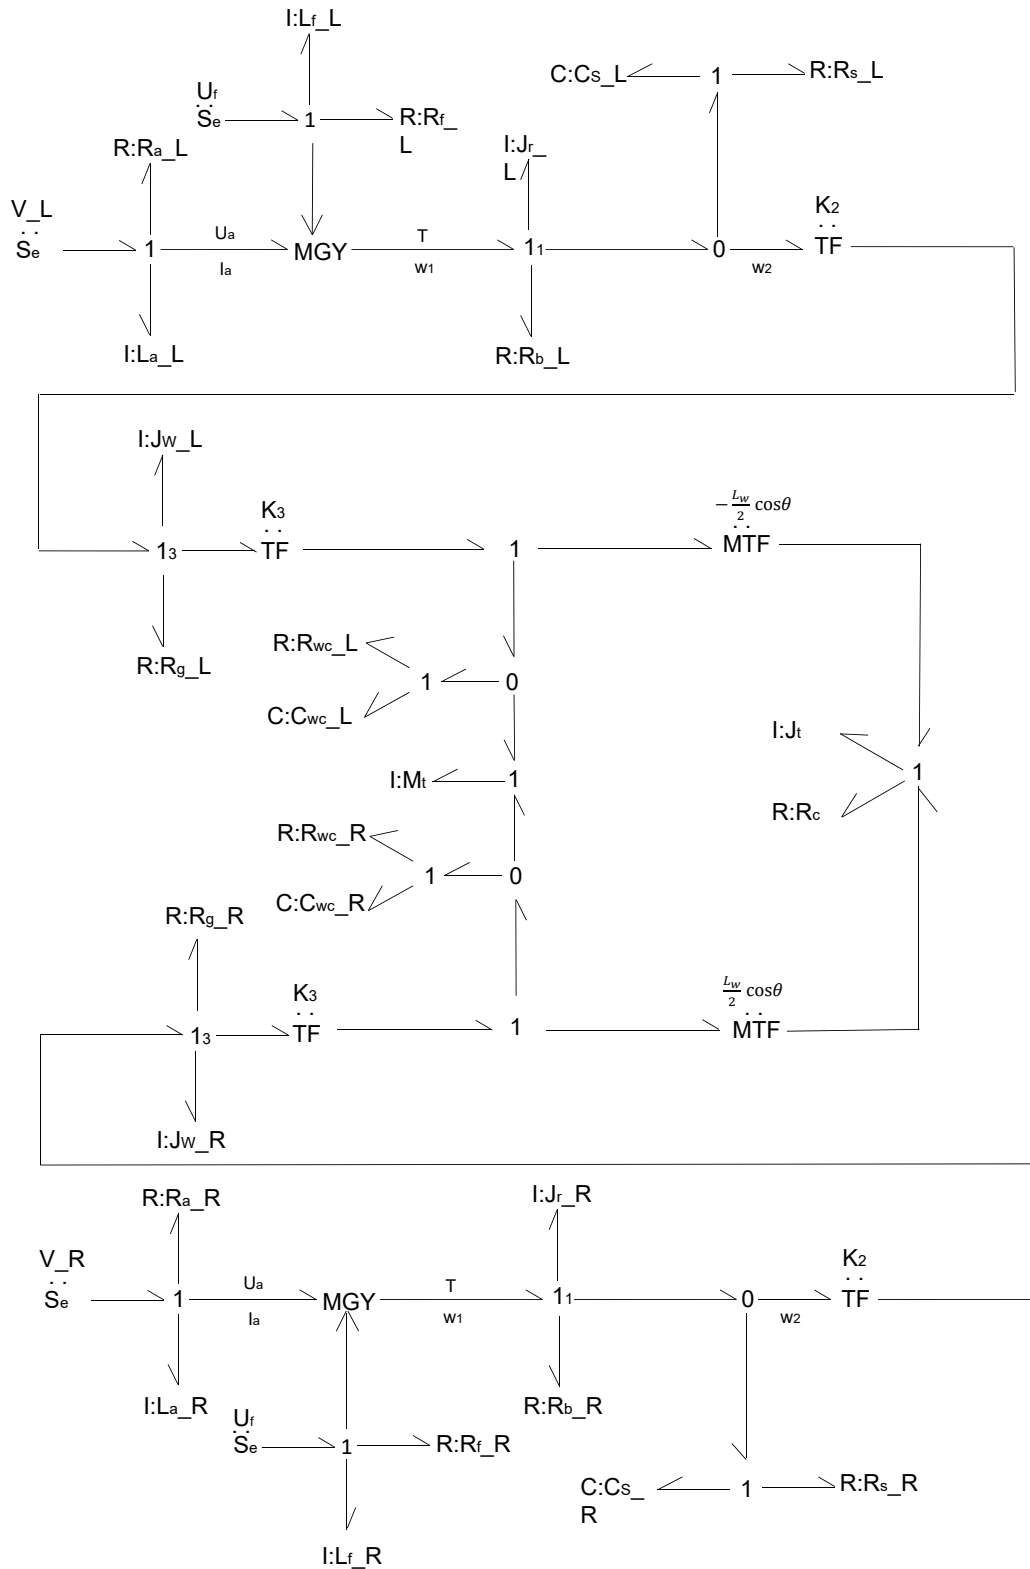 I:Lf_L
Uf
Se 1 R:Rf_
L
C:CS_L 1 R:Rs_L
R:Ra_L
I:Jr_
L
V_L
Se 1 Ua Ia MGY T w1 11 0 w2 K2 TF
I:La_L
R:Rb_L
I:JW_L
13 K3 TF 1 −Lw/2 cosθ MTF
R:Rg_L
R:Rwc_L
1 0
C:Cwc_L
I:Mt 1
I:Jt
1
R:Rc
R:Rwc_R
1 0
C:Cwc_R
R:Rg_R
13 K3 TF 1 Lw/2 cosθ MTF
I:JW_R
R:Ra_R
I:Jr_R
V_R
Se 1 Ua Ia MGY T w1 11 0 w2 K2 TF
I:La_R
R:Rb_R
Uf
Se 1 R:Rf_R
C:CS_
R
1 R:Rs_R
I:Lf_R